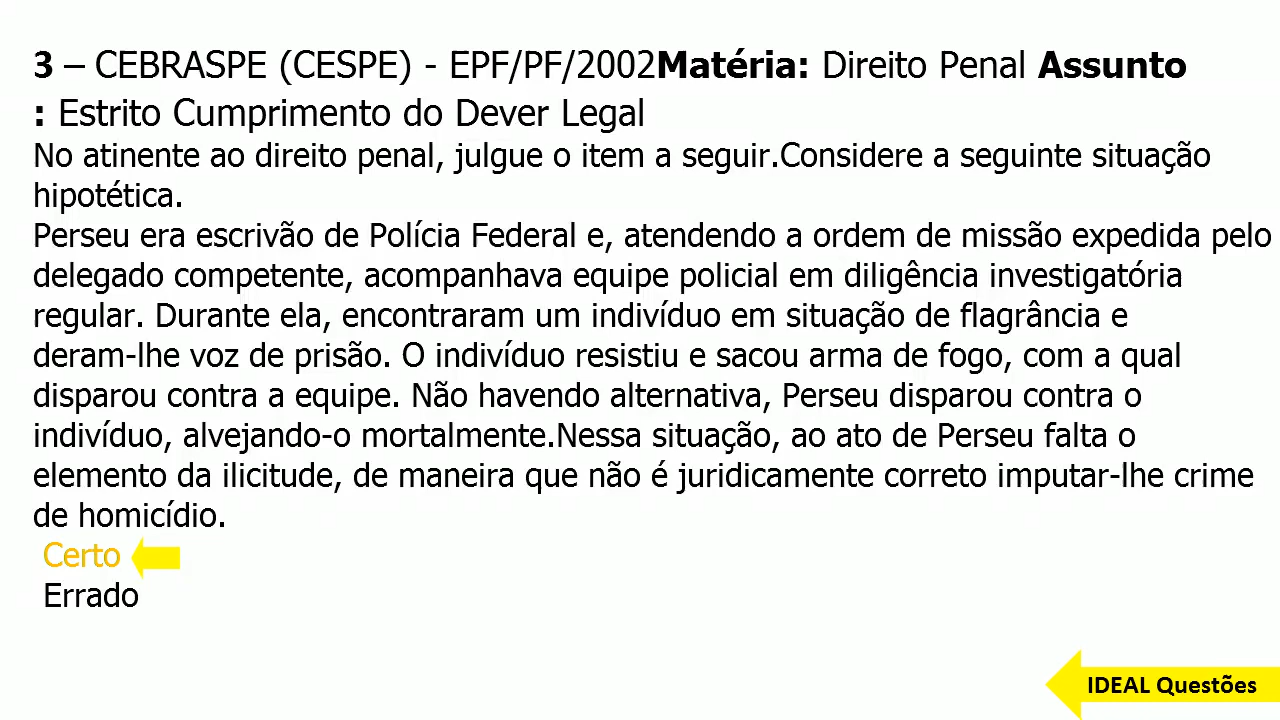 3 – CEBRASPE (CESPE) - EPF/PF/2002Matéria: Direito Penal Assunto
: Estrito Cumprimento do Dever Legal
No atinente ao direito penal, julgue o item a seguir.Considere a seguinte situação
hipotética.
Perseu era escrivão de Polícia Federal e, atendendo a ordem de missão expedida pelo
delegado competente, acompanhava equipe policial em diligência investigatória
regular. Durante ela, encontraram um indivíduo em situação de flagrância e
deram-lhe voz de prisão. O indivíduo resistiu e sacou arma de fogo, com a qual
disparou contra a equipe. Não havendo alternativa, Perseu disparou contra o
indivíduo, alvejando-o mortalmente.Nessa situação, ao ato de Perseu falta o
elemento da ilicitude, de maneira que não é juridicamente correto imputar-lhe crime
de homicídio.
Certo
Errado
IDEAL Questões